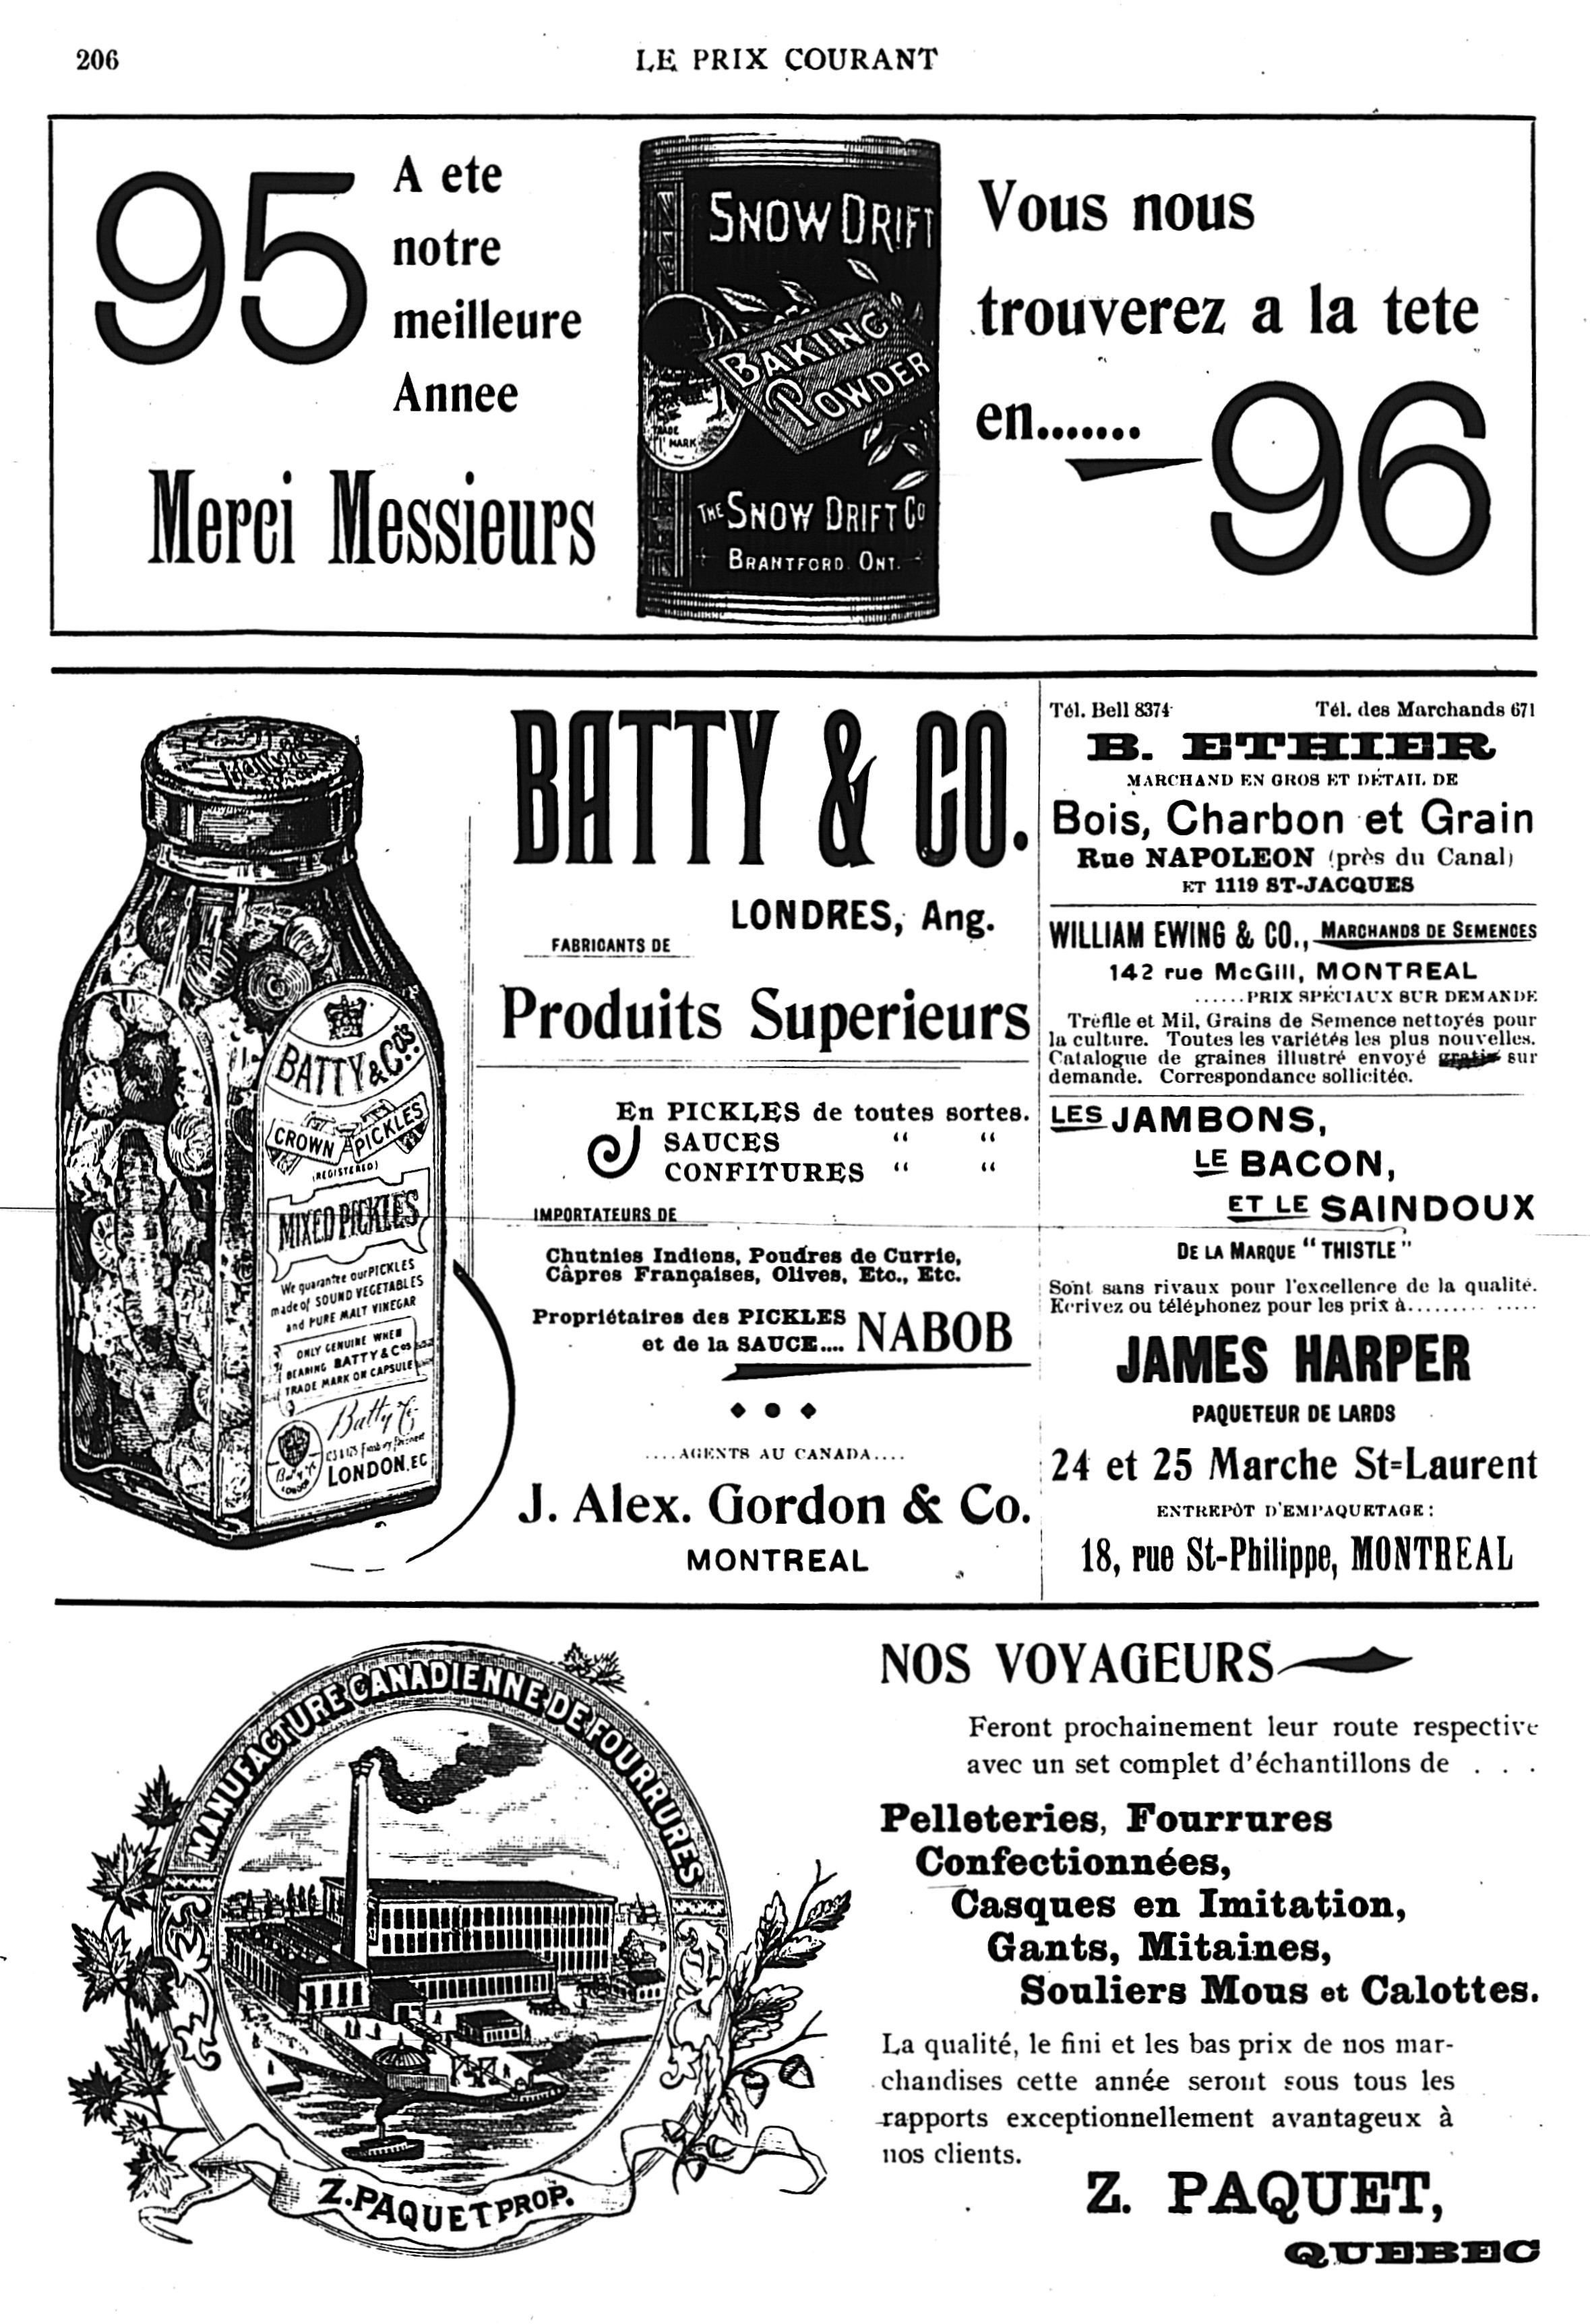 206
LE PRIX COURANT
95
A ete
notre
meilleure
Annee
Merci Messieurs
SNOW DRIFT
BAKING
POWDER
TRADE
MARK
THE SNOW DRIFT CO
BRANTFORD. ONT.
Vous nous
trouverez a la tete
en.......
96
BATTY & CO'S
CROWN PICKLES
(REGISTERED)
MIXED PICKLES
We guarantee our PICKLES
made of SOUND VEGETABLES
and PURE MALT VINEGAR
ONLY GENUINE WHEN
BEARING BATTY & COS
TRADE MARK ON CAPSULE
Batty & Co
LONDON.EC
BATTY & CO.
LONDRES, Ang.
FABRICANTS DE
Produits Superieurs
En PICKLES de toutes sortes.
SAUCES “ “
CONFITURES “ “
IMPORTATEURS DE
Chutnies Indiens, Poudres de Currie,
Câpres Françaises, Olives, Etc., Etc.
Propriétaires des PICKLES
et de la SAUCE.... NABOB
....AGENTS AU CANADA....
J. Alex. Gordon & Co.
MONTREAL
Tél. Bell 8374 Tél. des Marchands 671
B. ETHIER
MARCHAND EN GROS ET DÉTAIL DE
Bois, Charbon et Grain
Rue NAPOLEON (près du Canal)
ET 1119 ST-JACQUES
WILLIAM EWING & CO., MARCHANDS DE SEMENCES
142 rue McGill, MONTREAL
......PRIX SPÉCIAUX SUR DEMANDE
Trèflle et Mil, Grains de Semence nettoyés pour
la culture. Toutes les variétés les plus nouvelles.
Catalogue de graines illustré envoyé gratis sur
demande. Correspondance sollicitée.
LES JAMBONS,
LE BACON,
ET LE SAINDOUX
DE LA MARQUE “THISTLE”
Sont sans rivaux pour l'excellence de la qualité.
Ecrivez ou téléphonez pour les prix à..............
JAMES HARPER
PAQUETEUR DE LARDS
24 et 25 Marche St-Laurent
ENTREPÔT D'EMPAQUETAGE:
18, rue St-Philippe, MONTREAL
MANUFACTURE CANADIENNE DE FOURRURES
Z. PAQUET PROP.
NOS VOYAGEURS
Feront prochainement leur route respective
avec un set complet d'échantillons de . . .
Pelleteries, Fourrures
Confectionnées,
Casques en Imitation,
Gants, Mitaines,
Souliers Mous et Calottes.
La qualité, le fini et les bas prix de nos mar-
chandises cette année seront sous tous les
rapports exceptionnellement avantageux à
nos clients.
Z. PAQUET,
QUEBEC